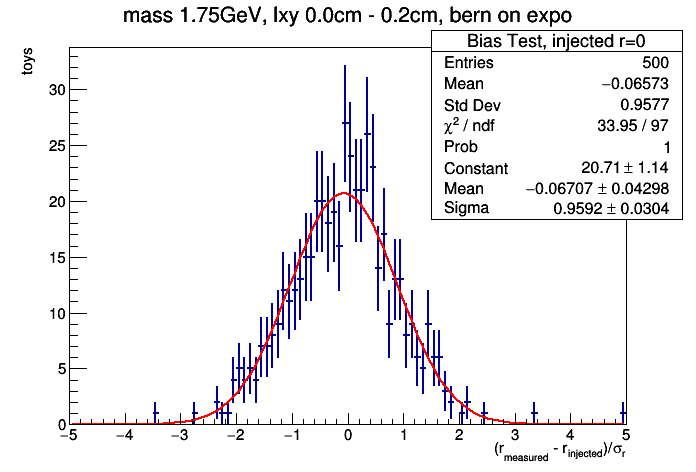 mass 1.75GeV, lxy 0.0cm - 0.2cm, bern on expo
Bias Test, injected r=0
Entries 500
Mean −0.06573
Std Dev 0.9577
χ² / ndf 33.95 / 97
Prob 1
Constant 20.71 ± 1.14
Mean −0.06707 ± 0.04298
Sigma 0.9592 ± 0.0304
toys
30
25
20
15
10
5
0
−5 −4 −3 −2 −1 0 1 2 3 4 5
(r_measured - r_injected)/σ_r